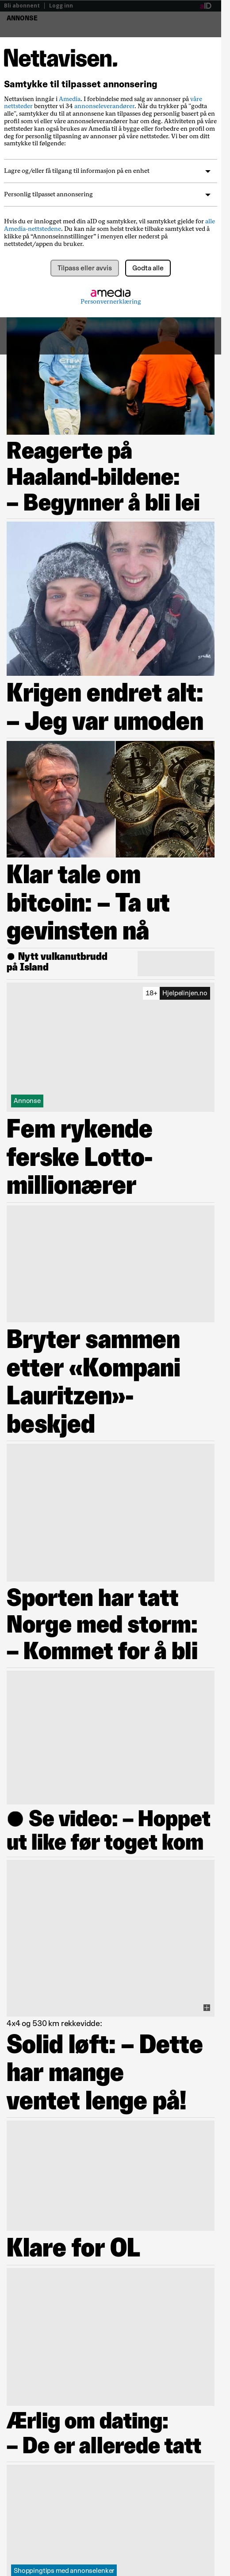 Bli abonnent | Logg inn
aID
ANNONSE
Nettavisen.
Samtykke til tilpasset annonsering
Nettavisen inngår i Amedia. I forbindelse med salg av annonser på våre
nettsteder benytter vi 34 annonseleverandører. Når du trykker på "godta
alle", samtykker du til at annonsene kan tilpasses deg personlig basert på din
profil som vi eller våre annonseleverandører har om deg. Aktiviteten på våre
nettsteder kan også brukes av Amedia til å bygge eller forbedre en profil om
deg for personlig tilpasning av annonser på våre nettsteder. Vi ber om ditt
samtykke til følgende:
Lagre og/eller få tilgang til informasjon på en enhet
Personlig tilpasset annonsering
Hvis du er innlogget med din aID og samtykker, vil samtykket gjelde for alle
Amedia-nettstedene. Du kan når som helst trekke tilbake samtykket ved å
klikke på “Annonseinnstillinger” i menyen eller nederst på
nettstedet/appen du bruker.
Tilpass eller avvis
Godta alle
amedia
Personvernerklæring
Reagerte på
Haaland-bildene:
– Begynner å bli lei
Krigen endret alt:
– Jeg var umoden
Klar tale om
bitcoin: – Ta ut
gevinsten nå
● Nytt vulkanutbrudd
på Island
18+ Hjelpelinjen.no
Annonse
Fem rykende
ferske Lotto-
millionærer
Bryter sammen
etter «Kompani
Lauritzen»-
beskjed
Sporten har tatt
Norge med storm:
– Kommet for å bli
● Se video: – Hoppet
ut like før toget kom
4x4 og 530 km rekkevidde:
Solid løft: – Dette
har mange
ventet lenge på!
Klare for OL
Ærlig om dating:
– De er allerede tatt
Shoppingtips med annonselenker